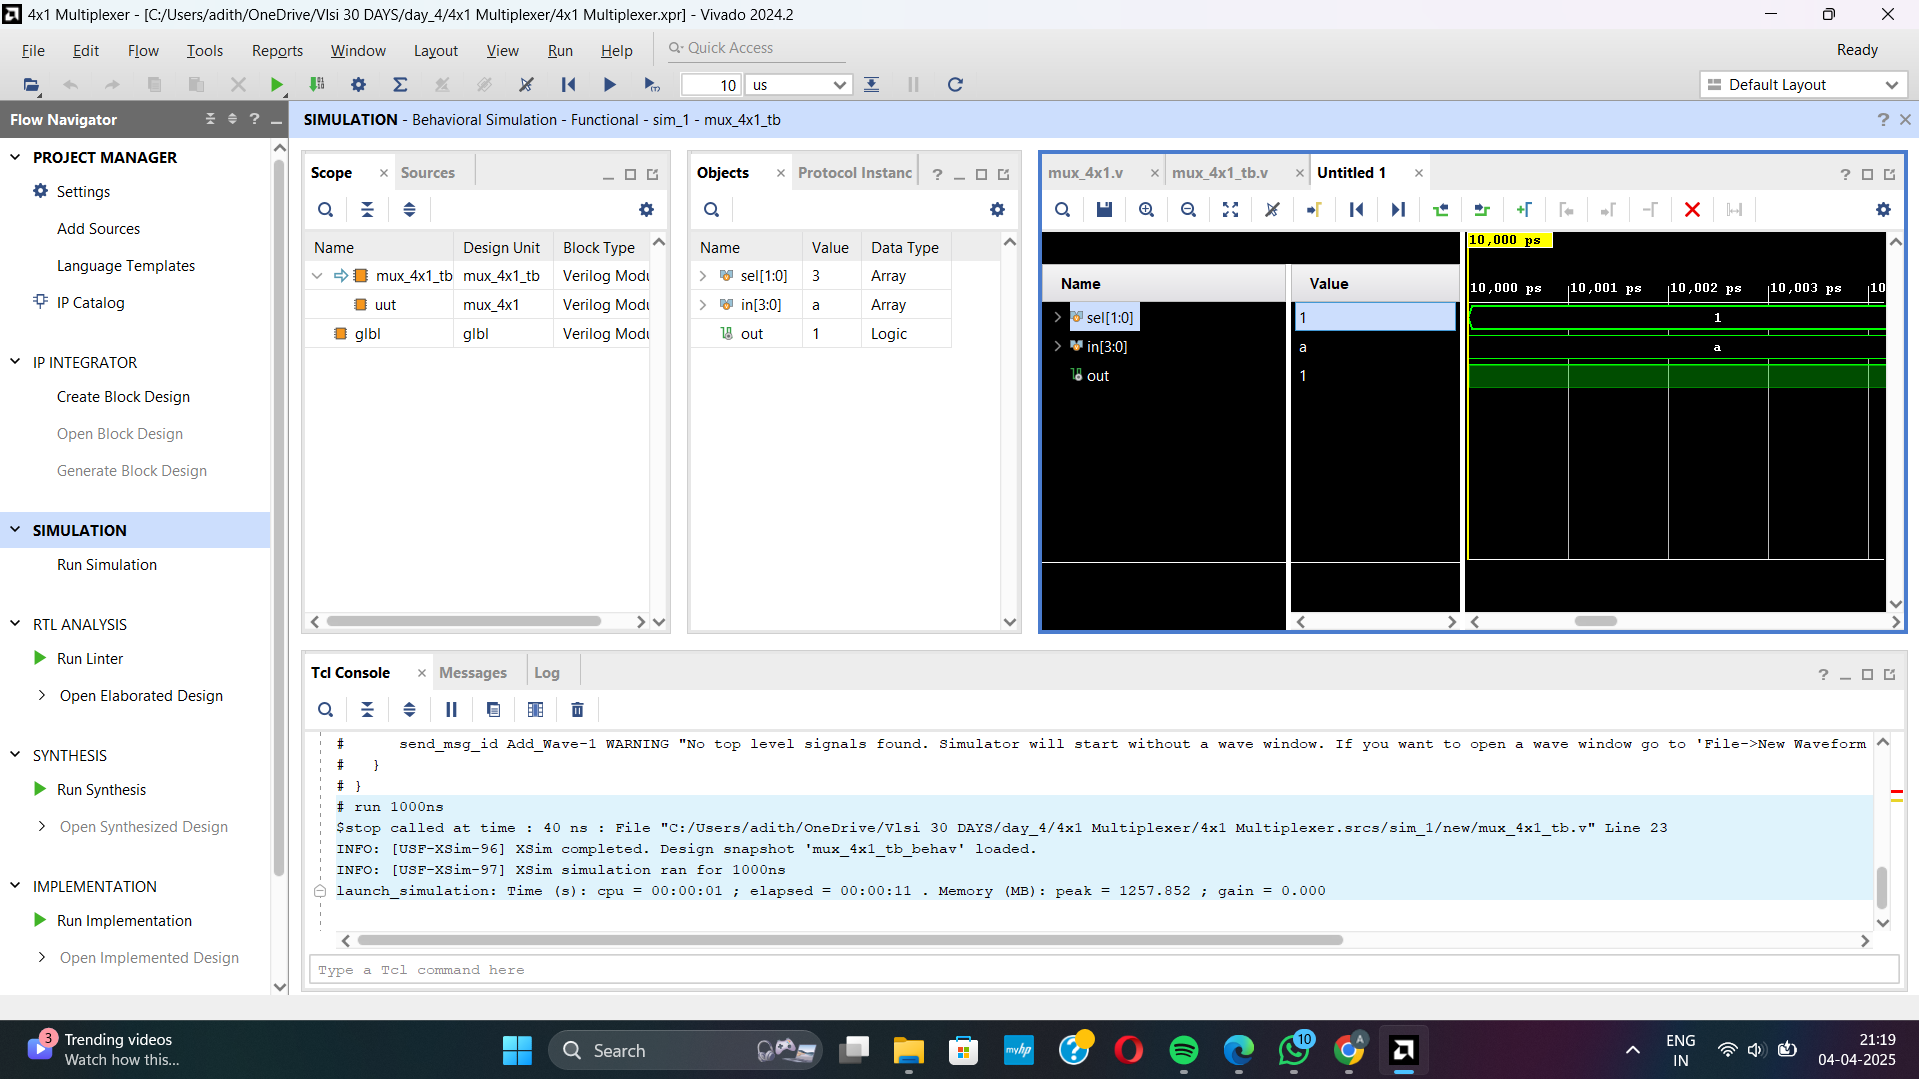 4x1 Multiplexer - [C:/Users/adith/OneDrive/Vlsi 30 DAYS/day_4/4x1 Multiplexer/4x1 Multiplexer.xpr] - Vivado 2024.2
File Edit Flow Tools Reports Window Layout View Run Help Quick Access Ready
10 us Default Layout
Flow Navigator
SIMULATION - Behavioral Simulation - Functional - sim_1 - mux_4x1_tb
PROJECT MANAGER
Settings
Add Sources
Language Templates
IP Catalog
IP INTEGRATOR
Create Block Design
Open Block Design
Generate Block Design
SIMULATION
Run Simulation
RTL ANALYSIS
Run Linter
Open Elaborated Design
SYNTHESIS
Run Synthesis
Open Synthesized Design
IMPLEMENTATION
Run Implementation
Open Implemented Design
Scope Sources
Name Design Unit Block Type
mux_4x1_tb mux_4x1_tb Verilog Modu
uut mux_4x1 Verilog Modu
glbl glbl Verilog Modu
Objects Protocol Instanc
Name Value Data Type
sel[1:0] 3 Array
in[3:0] a Array
out 1 Logic
mux_4x1.v mux_4x1_tb.v Untitled 1
10,000 ps
Name Value 10,000 ps 10,001 ps 10,002 ps 10,003 ps 10
sel[1:0] 1 1
in[3:0] a a
out 1
Tcl Console Messages Log
# send_msg_id Add_Wave-1 WARNING "No top level signals found. Simulator will start without a wave window. If you want to open a wave window go to 'File->New Waveform
# }
# }
# run 1000ns
$stop called at time : 40 ns : File "C:/Users/adith/OneDrive/Vlsi 30 DAYS/day_4/4x1 Multiplexer/4x1 Multiplexer.srcs/sim_1/new/mux_4x1_tb.v" Line 23
INFO: [USF-XSim-96] XSim completed. Design snapshot 'mux_4x1_tb_behav' loaded.
INFO: [USF-XSim-97] XSim simulation ran for 1000ns
launch_simulation: Time (s): cpu = 00:00:01 ; elapsed = 00:00:11 . Memory (MB): peak = 1257.852 ; gain = 0.000
Type a Tcl command here
3 Trending videos
Watch how this...
Search
myhp
10
A
ENG
IN
21:19
04-04-2025